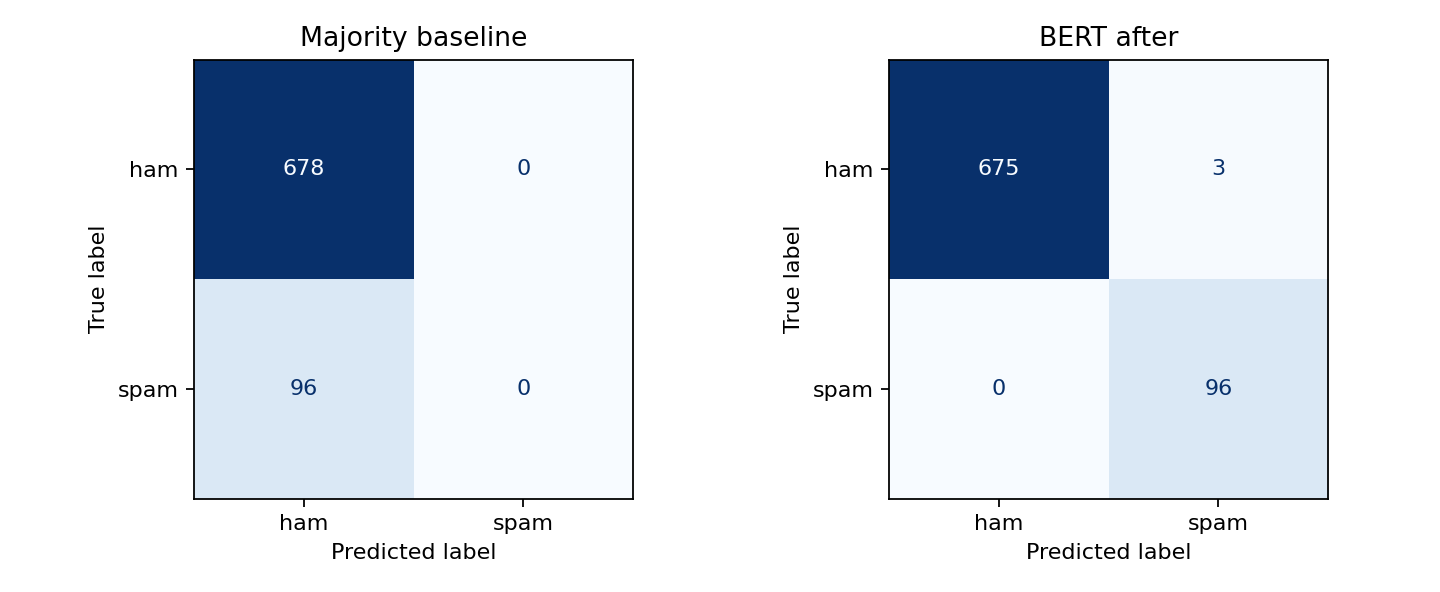 Majority baseline
ham
678
0
True label
spam
96
0
ham
spam
Predicted label
BERT after
ham
675
3
True label
spam
0
96
ham
spam
Predicted label